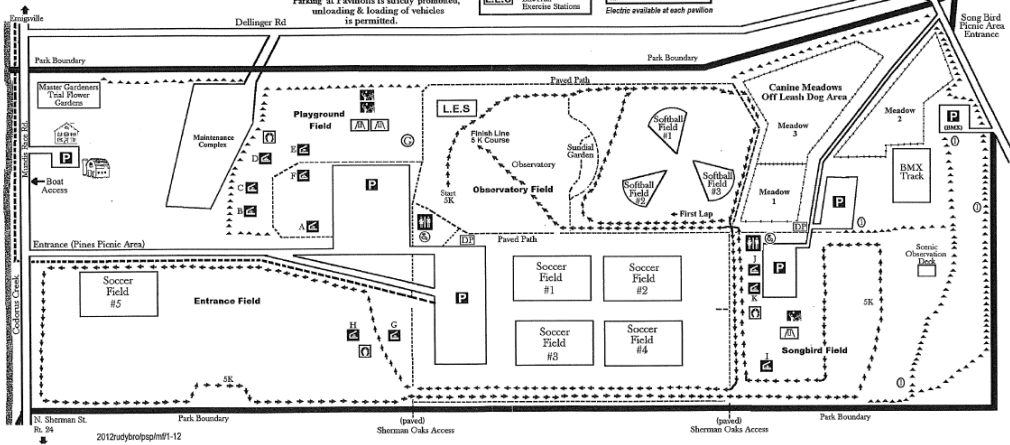 Emigsville
Dellinger Rd
Parking at Pavilions is strictly prohibited,
unloading & loading of vehicles
is permitted.
L.E.S
Exercise Stations
Electric available at each pavilion
Song Bird
Picnic Area
Entrance
Park Boundary
Park Boundary
Master Gardeners
Trial Flower
Gardens
Mundis Race Rd.
P
Boat
Access
Maintenance
Complex
Playground
Field
Paved Path
L.E.S
Finish Line
5 K Course
Start
5K
Observatory
Observatory Field
Sundial
Garden
Softball
Field
#1
Softball
Field
#2
Softball
Field
#3
First Lap
Canine Meadows
Off Leash Dog Area
Meadow
3
Meadow
2
Meadow
1
P
(BMX)
BMX
Track
P
D
E
C
F
B
A
G
P
DF
DF
Entrance (Pines Picnic Area)
Paved Path
Soccer
Field
#5
Entrance Field
H
G
P
Soccer
Field
#1
Soccer
Field
#2
Soccer
Field
#3
Soccer
Field
#4
J
K
P
I
Songbird Field
5K
Scenic
Observation
Deck
Codorus Creek
5K
N. Sherman St.
Rt. 24
Park Boundary
(paved)
Sherman Oaks Access
(paved)
Sherman Oaks Access
Park Boundary
2012rudybro/psp/mf/1-12